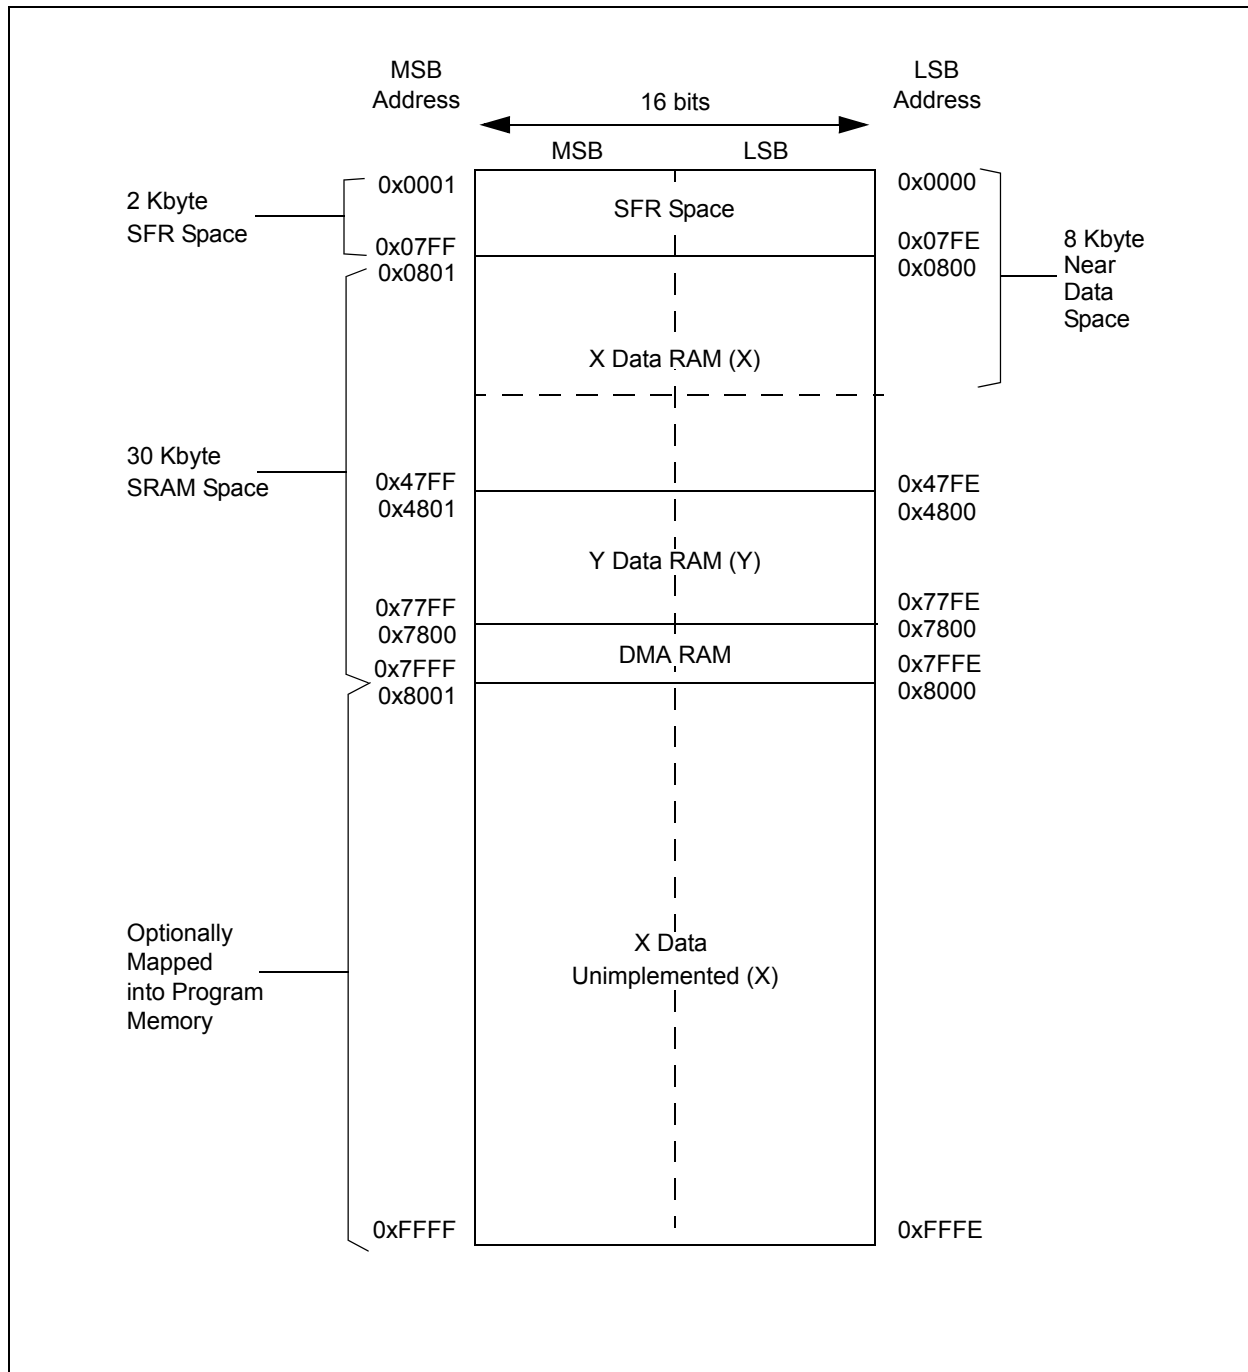 MSB
Address
LSB
Address
16 bits
MSB
LSB
2 Kbyte
SFR Space
0x0001
0x0000
SFR Space
0x07FF
0x07FE
0x0801
0x0800
8 Kbyte
Near
Data
Space
X Data RAM (X)
30 Kbyte
SRAM Space
0x47FF
0x47FE
0x4801
0x4800
Y Data RAM (Y)
0x77FF
0x77FE
0x7800
0x7800
DMA RAM
0x7FFF
0x7FFE
0x8001
0x8000
Optionally
Mapped
into Program
Memory
X Data
Unimplemented (X)
0xFFFF
0xFFFE